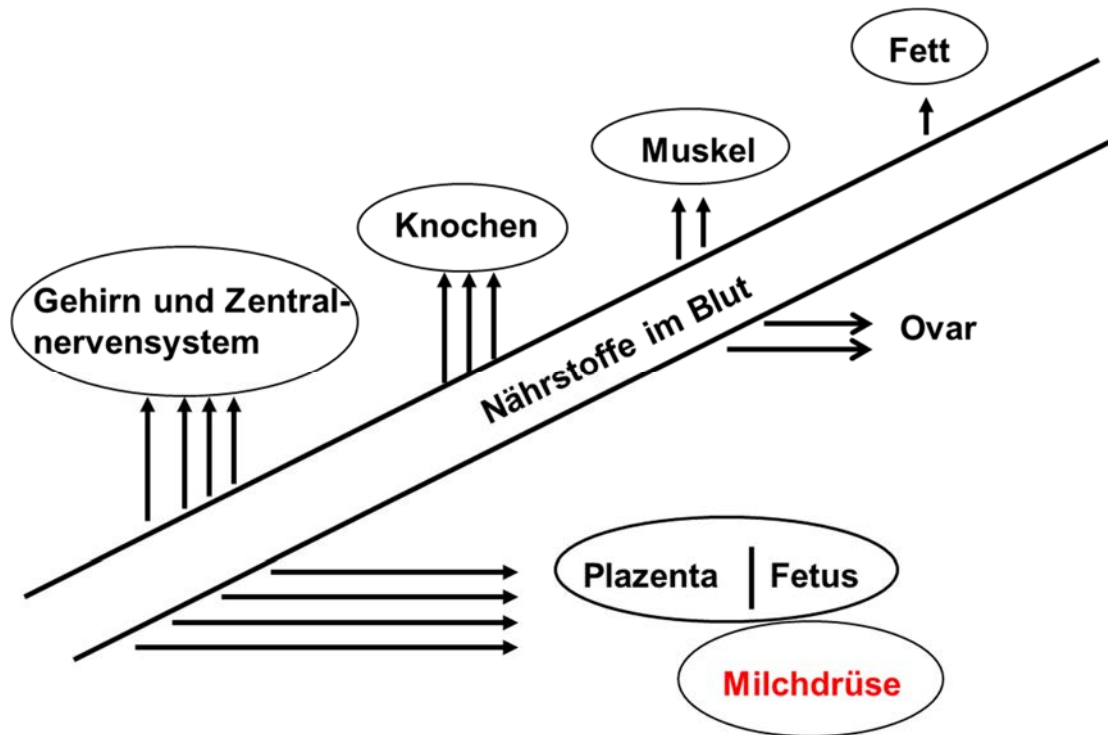 Fett
Muskel
Knochen
Gehirn und Zentral-
nervensystem
Nährstoffe im Blut
Ovar
Plazenta | Fetus
Milchdrüse